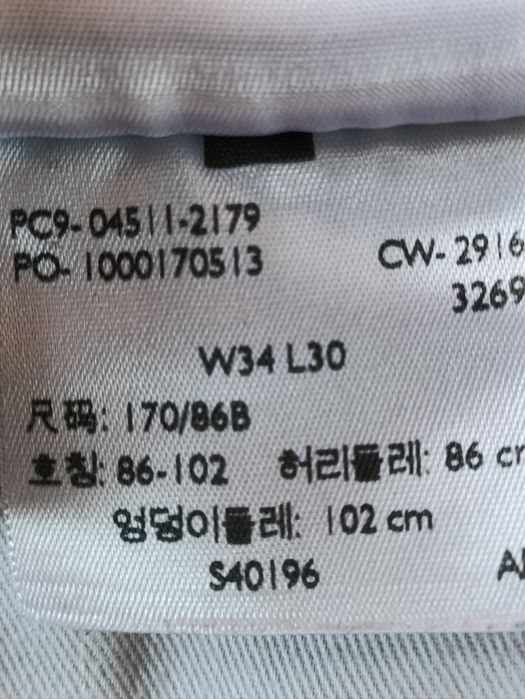 PC9-04511-2179
PO-1000170513
CW-2916
3269
W34 L30
尺码: 170/86B
호칭: 86-102 허리둘레: 86 cm
엉덩이둘레: 102 cm
S40196